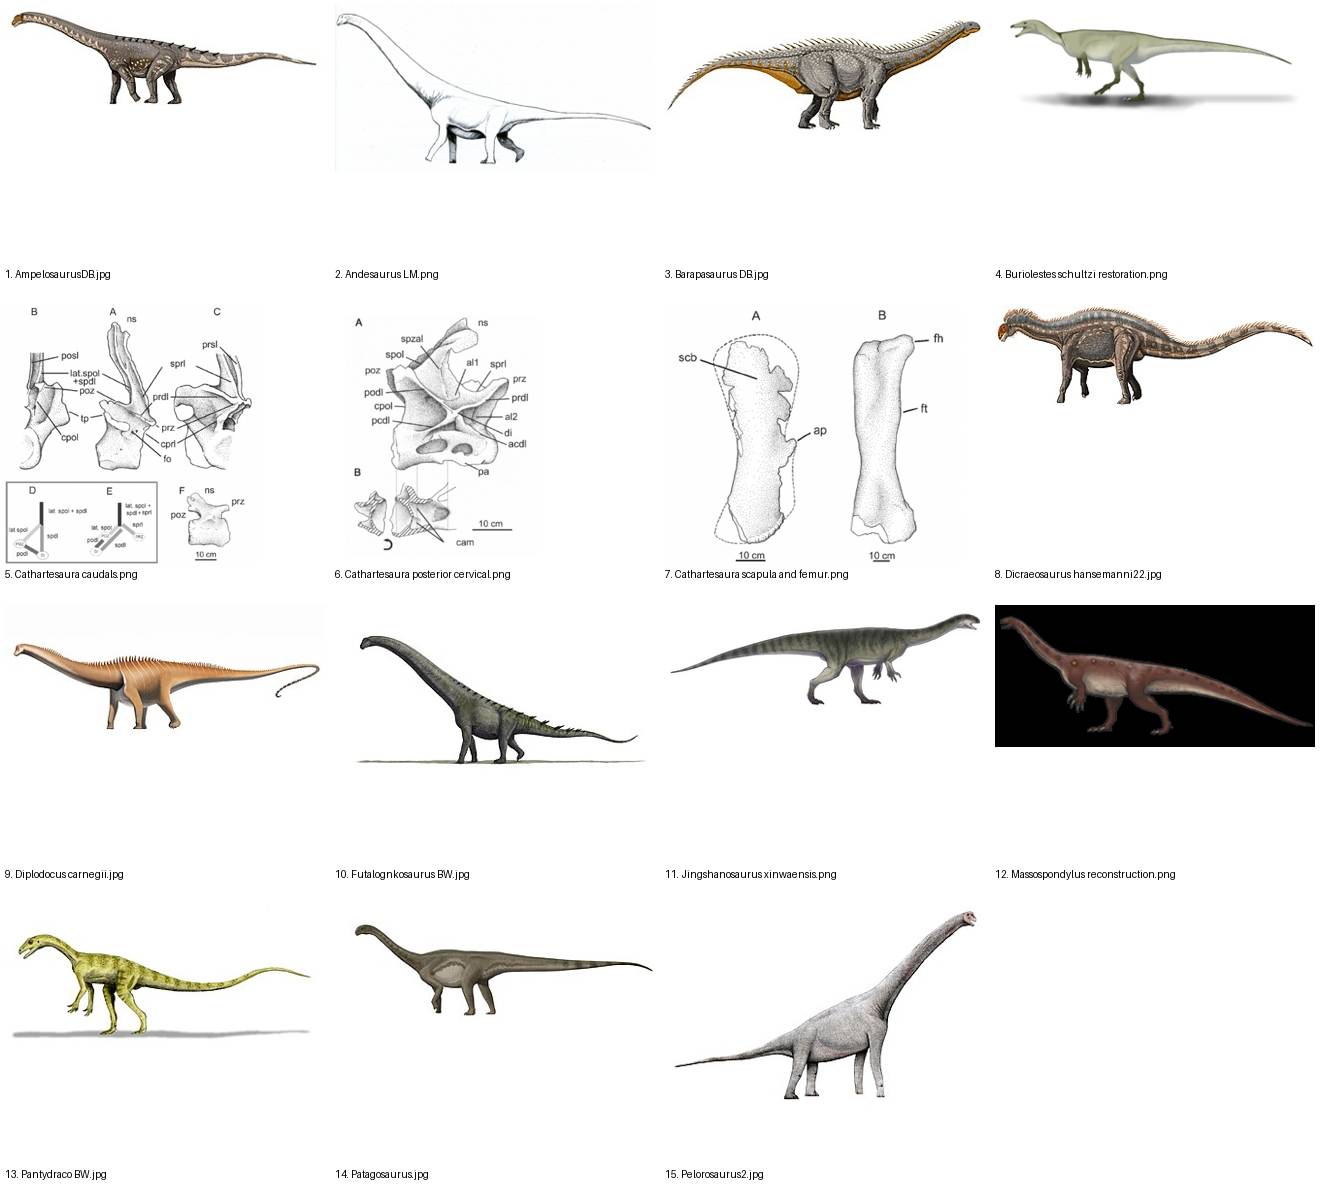 1. AmpelosaurusDB.jpg
2. Andesaurus LM.png
3. Barapasaurus DB.jpg
4. Buriolestes schultzi restoration.png
B
A
ns
C
posl
prsl
lat.spol
+spdl
sprl
poz
prdl
tp
prz
cpol
cprl
fo
D
E
lat. spol + spdl
lat. spol +
spdl + sprl
lat.spol
spdl
lat. spol
sprl
podl
podl
spdl
F
ns
prz
poz
10 cm
5. Cathartesaura caudals.png
A
ns
spzal
spol
al1
sprl
poz
prz
podl
prdl
cpol
al2
pcdl
di
acdl
pa
B
10 cm
cam
6. Cathartesaura posterior cervical.png
A
B
scb
fh
ft
ap
10 cm
10 cm
7. Cathartesaura scapula and femur.png
8. Dicraeosaurus hansemanni22.jpg
9. Diplodocus carnegii.jpg
10. Futalognkosaurus BW.jpg
11. Jingshanosaurus xinwaensis.png
12. Massospondylus reconstruction.png
13. Pantydraco BW.jpg
14. Patagosaurus.jpg
15. Pelorosaurus2.jpg